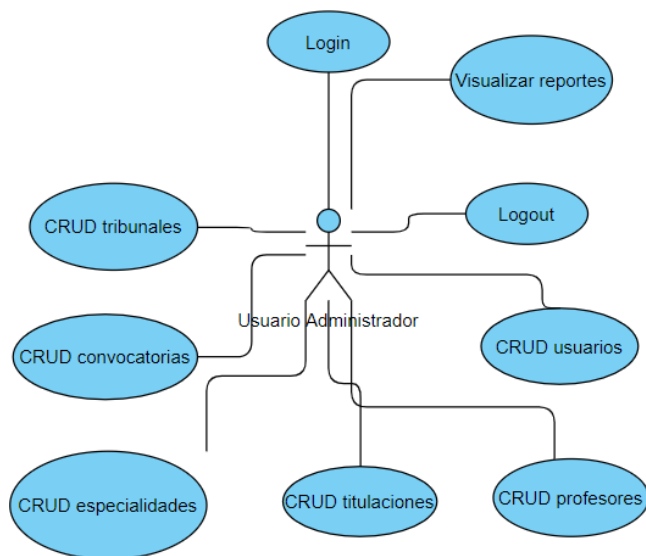 Login
Visualizar reportes
CRUD tribunales
Logout
Usuario Administrador
CRUD convocatorias
CRUD usuarios
CRUD especialidades
CRUD titulaciones
CRUD profesores